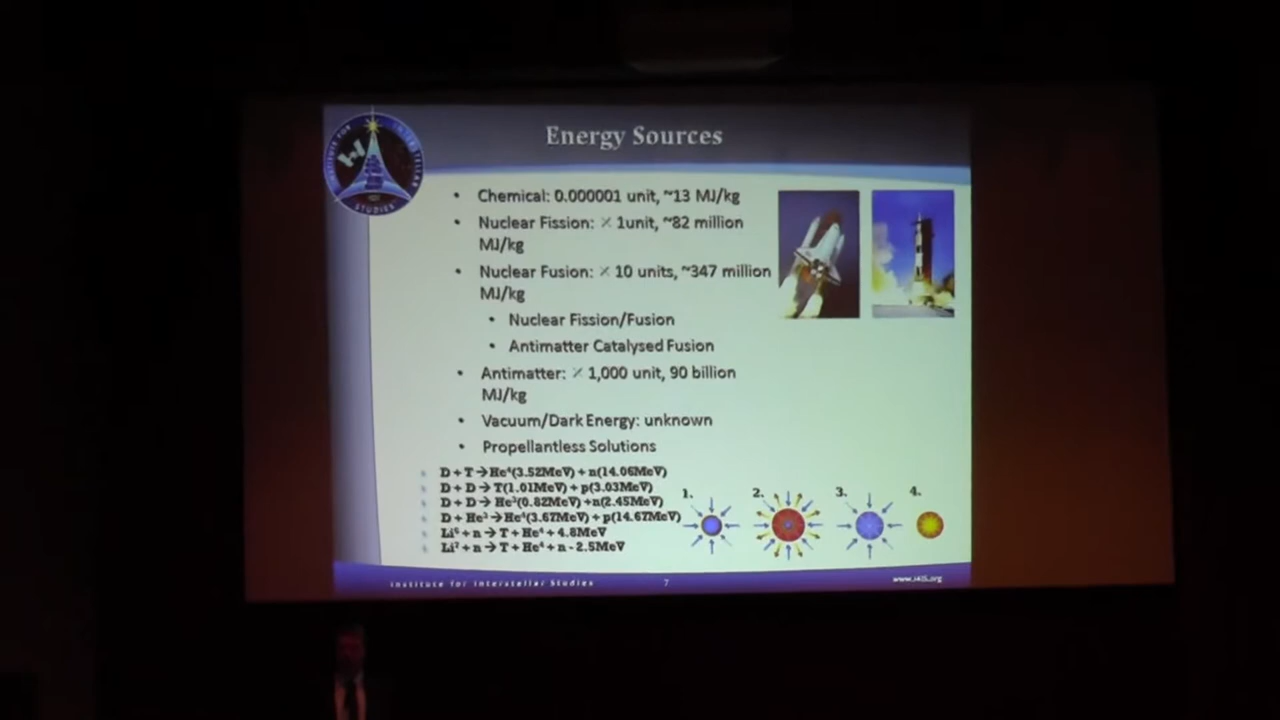 Energy Sources
INSTITUTE FOR INTERSTELLAR
STUDIES
• Chemical: 0.000001 unit, ~13 MJ/kg
• Nuclear Fission: × 1unit, ~82 million
MJ/kg
• Nuclear Fusion: × 10 units, ~347 million
MJ/kg
• Nuclear Fission/Fusion
• Antimatter Catalysed Fusion
• Antimatter: × 1,000 unit, 90 billion
MJ/kg
• Vacuum/Dark Energy: unknown
• Propellantless Solutions
D + T → He⁴(3.52MeV) + n(14.06MeV)
D + D → T(1.01MeV) + p(3.03MeV)
D + D → He³(0.82MeV) +n(2.45MeV)
D + He³ → He⁴(3.67MeV) + p(14.67MeV)
Li⁶ + n → T + He⁴ + 4.8MeV
Li⁷ + n → T + He⁴ + n - 2.5MeV
1. 2. 3. 4.
Institute for Interstellar Studies 7 www.I4IS.org